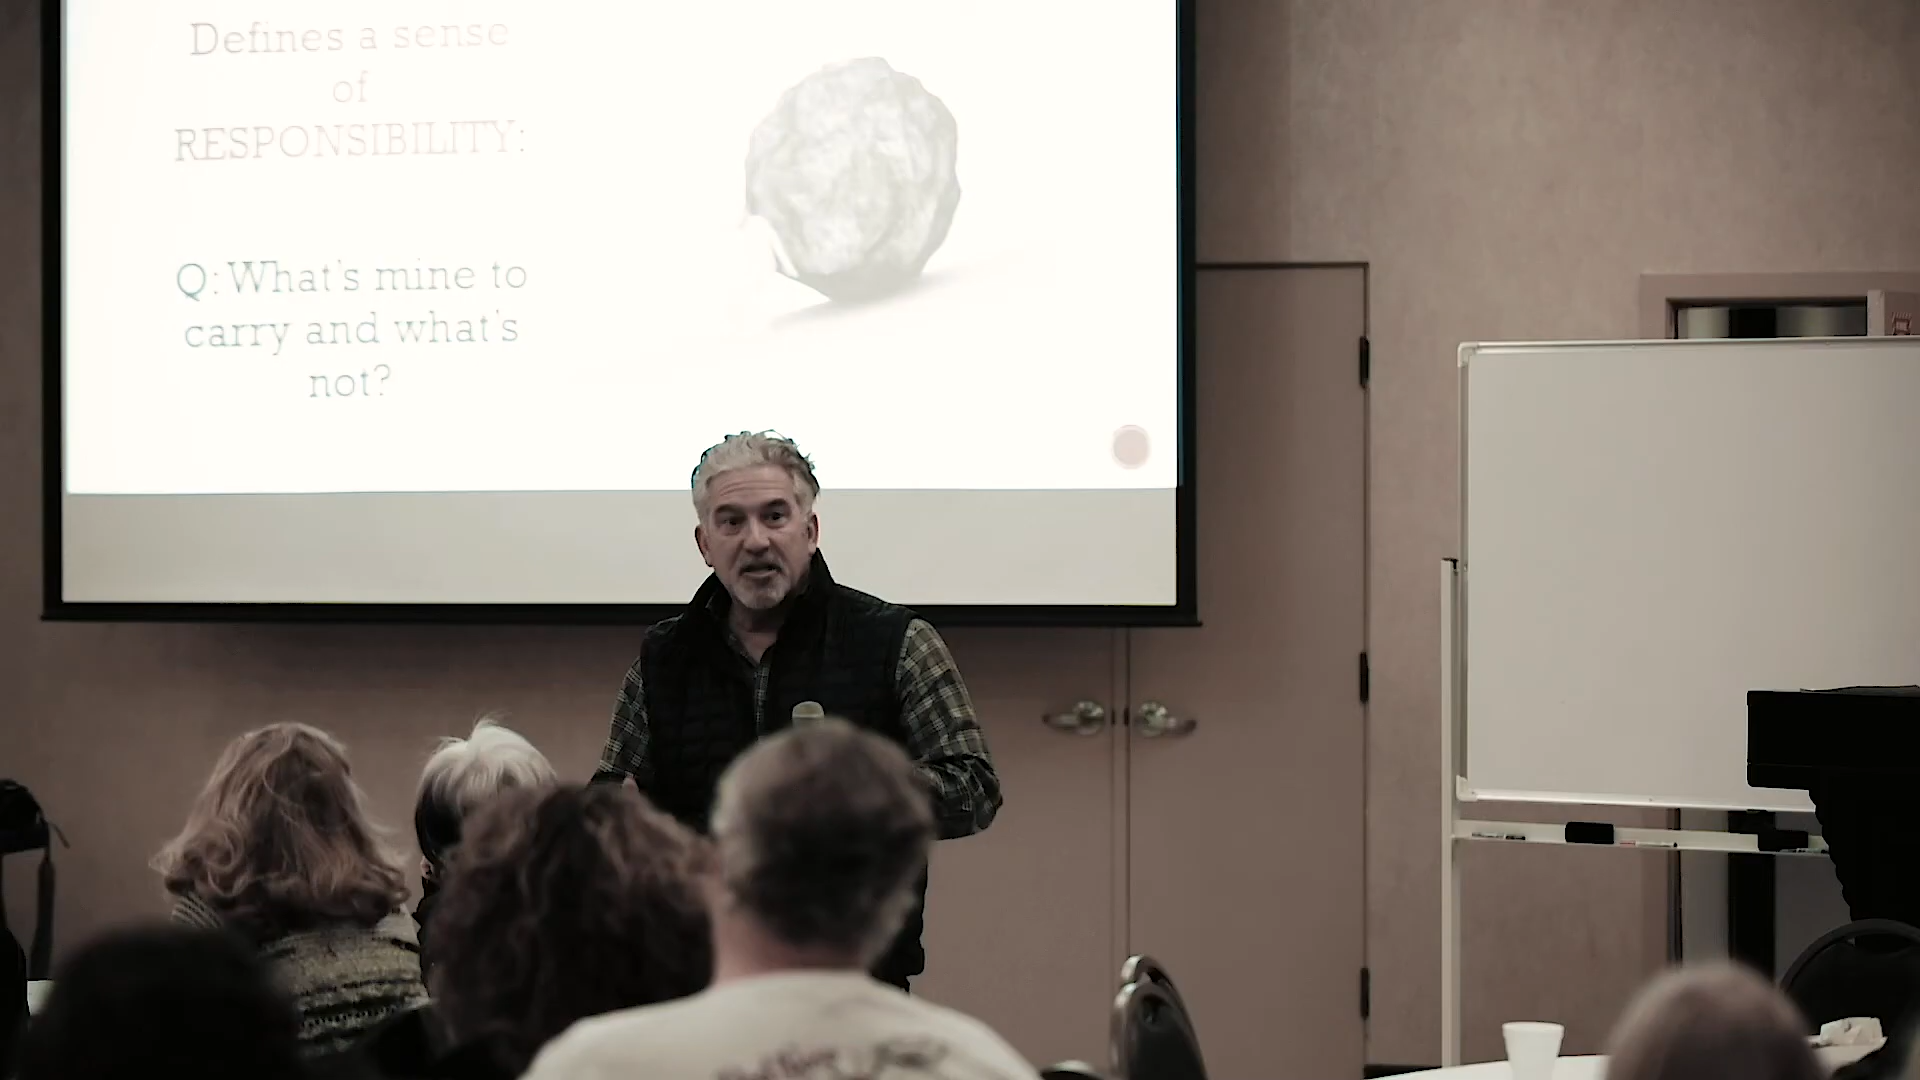 Defines a sense
of
RESPONSIBILITY:
Q: What's mine to
carry and what's
not?